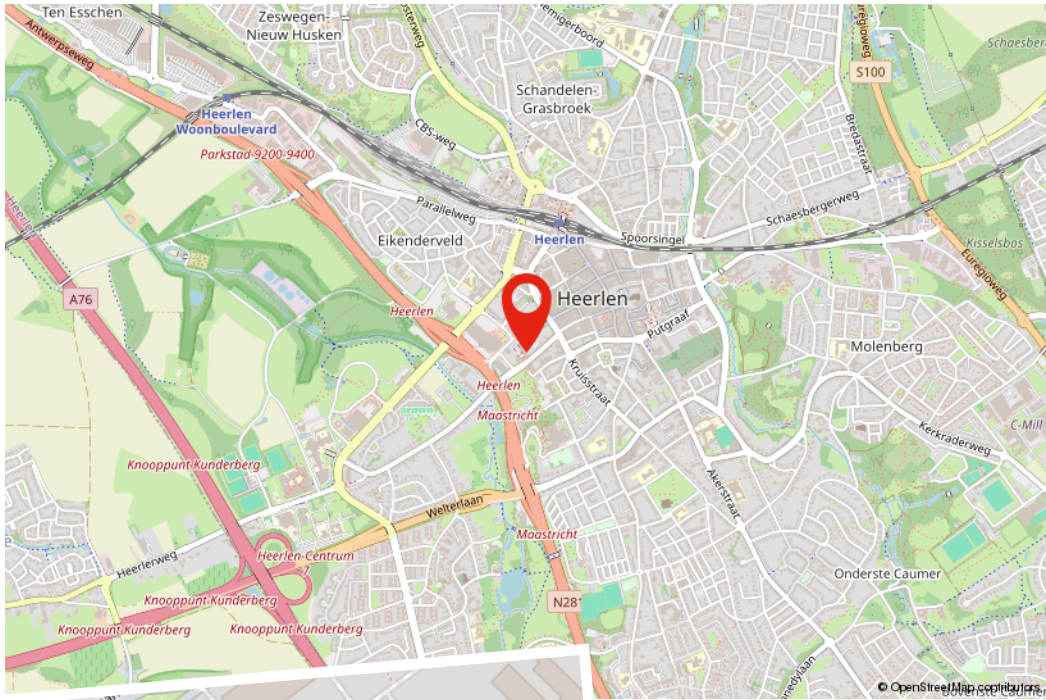 Ten Esschen
Zeswegen-
Nieuw Husken
Antwerpseweg
Euregioweg
S100
Schandelen-
Grasbroek
Heerlen
Woonboulevard
CBS-weg
Parkstad 9200-9400
Bredastraat
Parallelweg
Schaesbergerweg
Eikenderveld
Heerlen
Spoorsingel
Kisselsbos
Euregioweg
A76
Heerlen
Heerlen
Putgraaf
Molenberg
Kruisstraat
Heerlen
Maastricht
C-Mill
Kerkraderweg
Knooppunt Kunderberg
Akerstraat
Welterlaan
Maastricht
Heerlerweg
Heerlen-Centrum
Onderste Caumer
Knooppunt Kunderberg
N281
Knooppunt Kunderberg
Knooppunt Kunderberg
© OpenStreetMap contributors